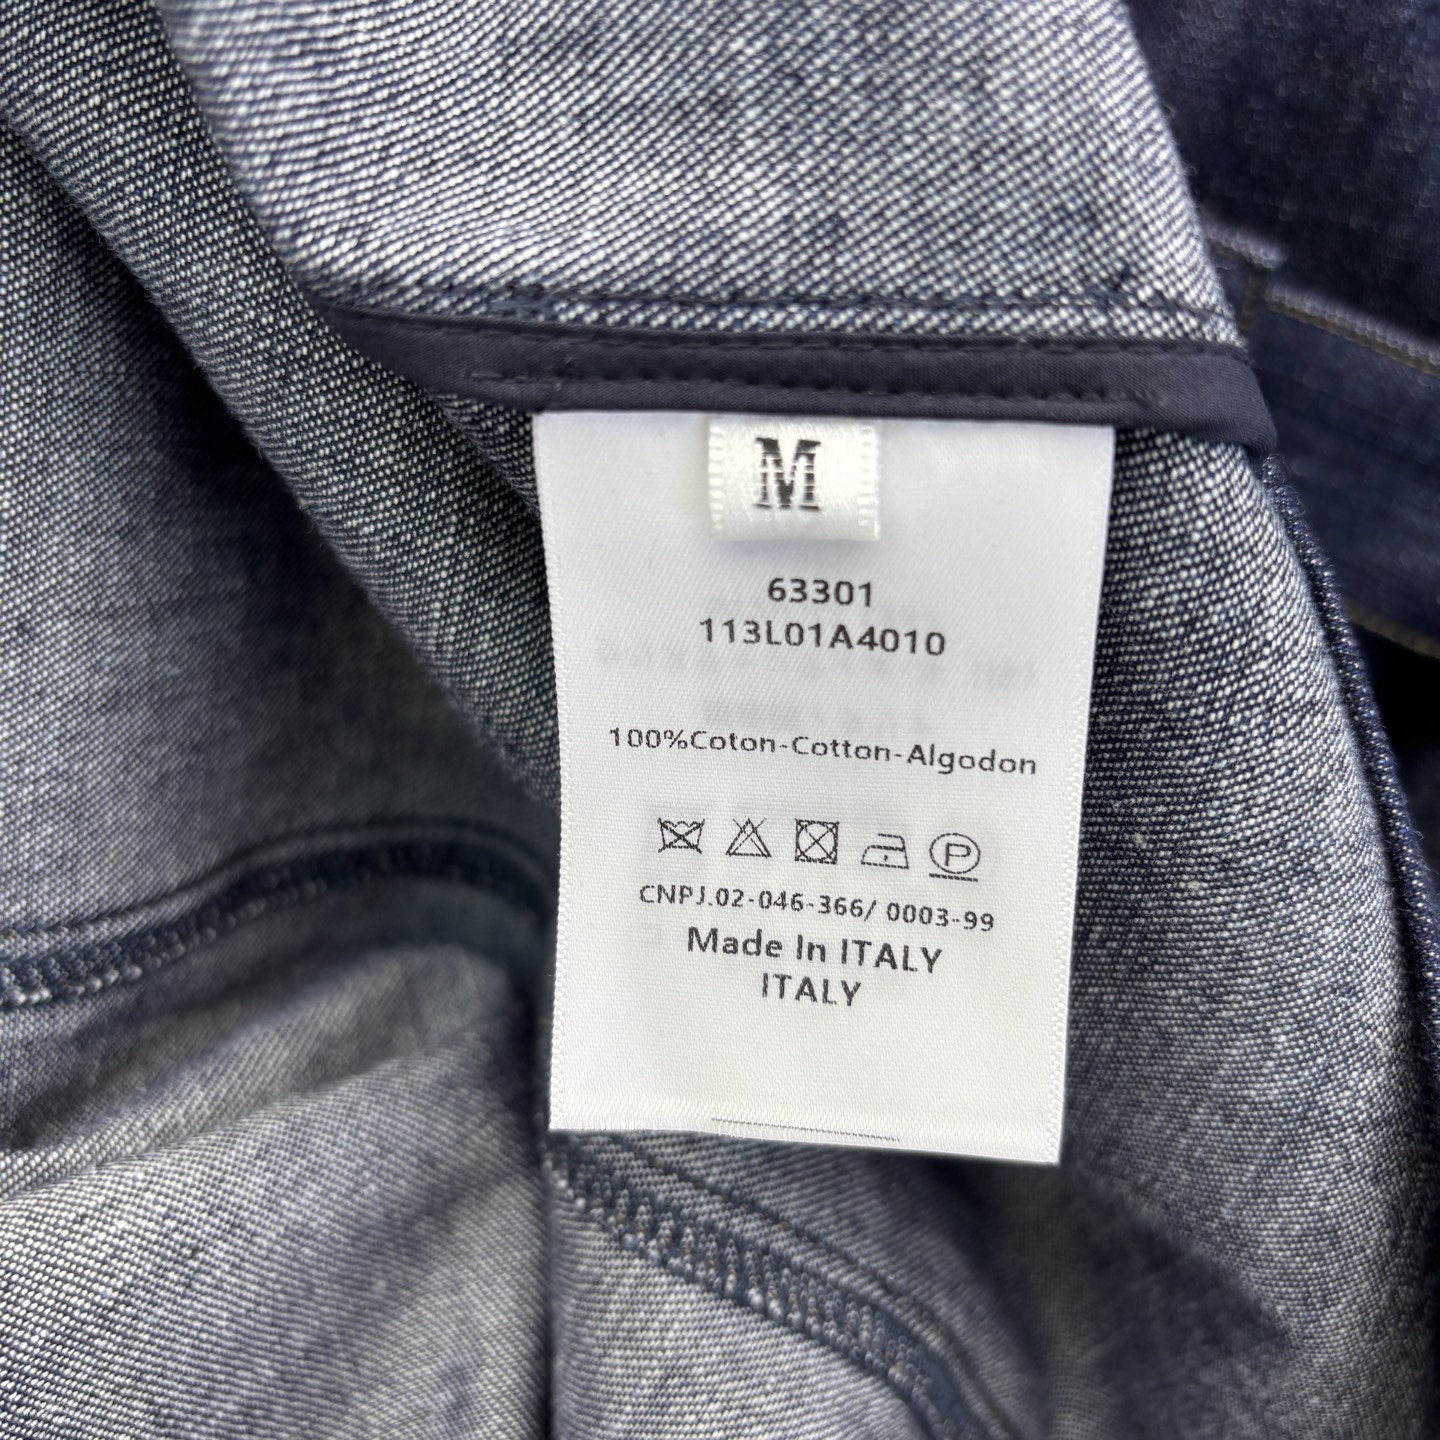 M
63301
113L01A4010
100%Coton-Cotton-Algodon
P
CNPJ.02-046-366/ 0003-99
Made In ITALY
ITALY